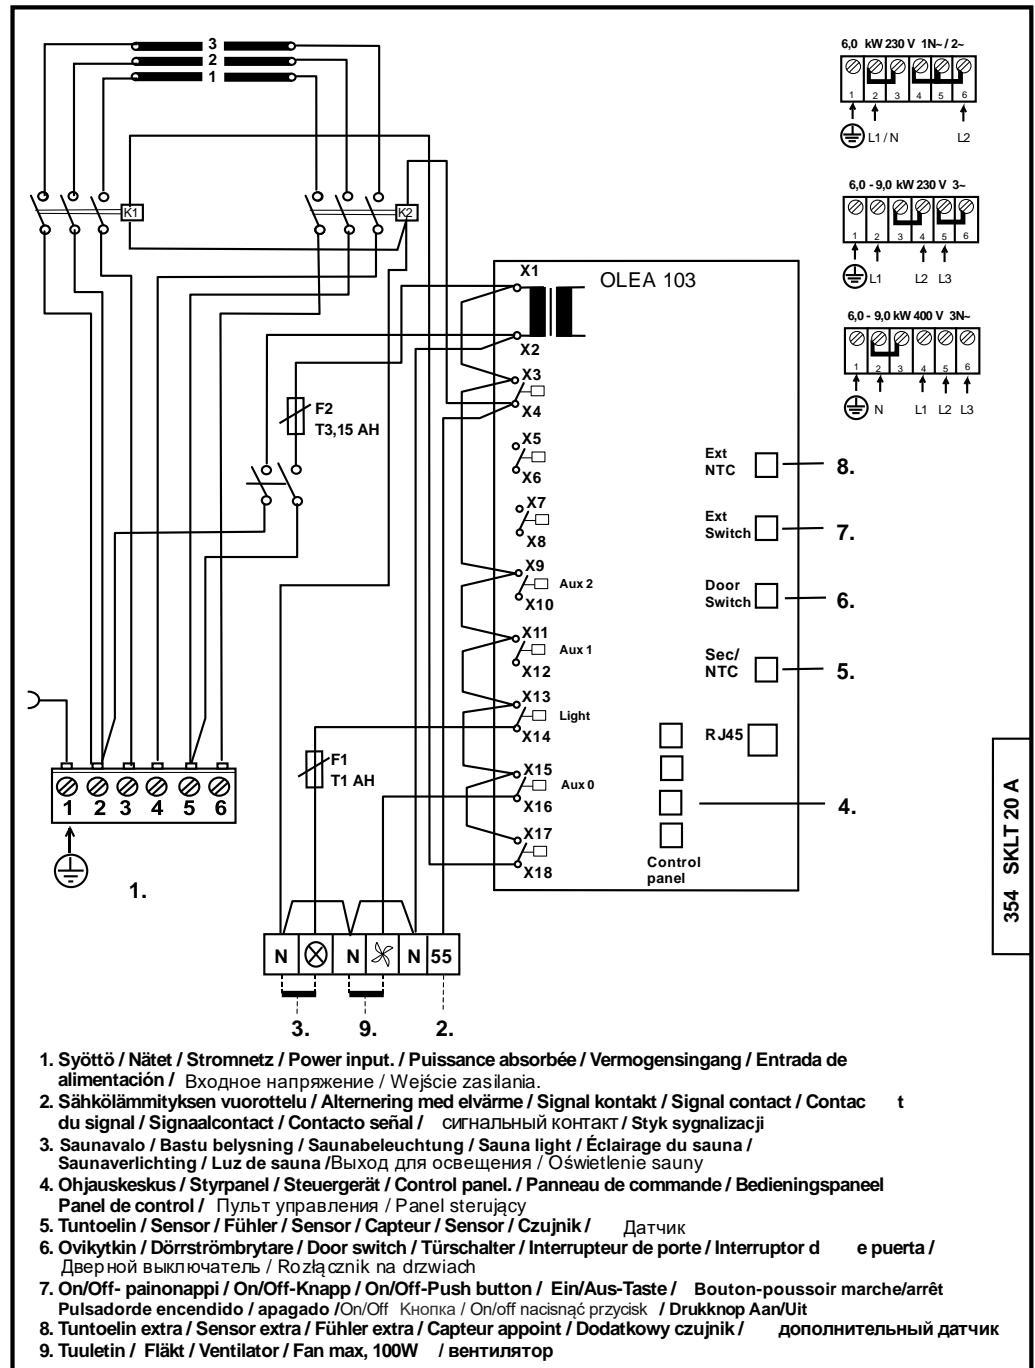 3
2
1
K1
K2
6,0 kW 230 V 1N~ / 2~
1 2 3 4 5 6
L1 / N L2
6,0 - 9,0 kW 230 V 3~
1 2 3 4 5 6
L1 L2 L3
6,0 - 9,0 kW 400 V 3N~
1 2 3 4 5 6
N L1 L2 L3
OLEA 103
X1
X2
X3
X4
X5
X6
X7
X8
X9
Aux 2
X10
X11
Aux 1
X12
X13
Light
X14
X15
Aux 0
X16
X17
X18
F2
T3,15 AH
F1
T1 AH
Ext
NTC
8.
Ext
Switch
7.
Door
Switch
6.
Sec/
NTC
5.
RJ45
4.
Control
panel
354 SKLT 20 A
1 2 3 4 5 6
1.
N N N 55
3. 9. 2.
1. Syöttö / Nätet / Stromnetz / Power input. / Puissance absorbée / Vermogensingang / Entrada de
alimentación / Входное напряжение / Wejście zasilania.
2. Sähkölämmityksen vuorottelu / Alternering med elvärme / Signal kontakt / Signal contact / Contac t
du signal / Signaalcontact / Contacto señal / сигнальный контакт / Styk sygnalizacji
3. Saunavalo / Bastu belysning / Saunabeleuchtung / Sauna light / Éclairage du sauna /
Saunaverlichting / Luz de sauna /Выход для освещения / Oświetlenie sauny
4. Ohjauskeskus / Styrpanel / Steuergerät / Control panel. / Panneau de commande / Bedieningspaneel
Panel de control / Пульт управления / Panel sterujący
5. Tuntoelin / Sensor / Fühler / Sensor / Capteur / Sensor / Czujnik / Датчик
6. Ovikytkin / Dörrströmbrytare / Door switch / Türschalter / Interrupteur de porte / Interruptor d e puerta /
Дверной выключатель / Rozłącznik na drzwiach
7. On/Off- painonappi / On/Off-Knapp / On/Off-Push button / Ein/Aus-Taste / Bouton-poussoir marche/arrêt
Pulsadorde encendido / apagado /On/Off Кнопка / On/off nacisnąć przycisk / Drukknop Aan/Uit
8. Tuntoelin extra / Sensor extra / Fühler extra / Capteur appoint / Dodatkowy czujnik / дополнительный датчик
9. Tuuletin / Fläkt / Ventilator / Fan max, 100W / вентилятор